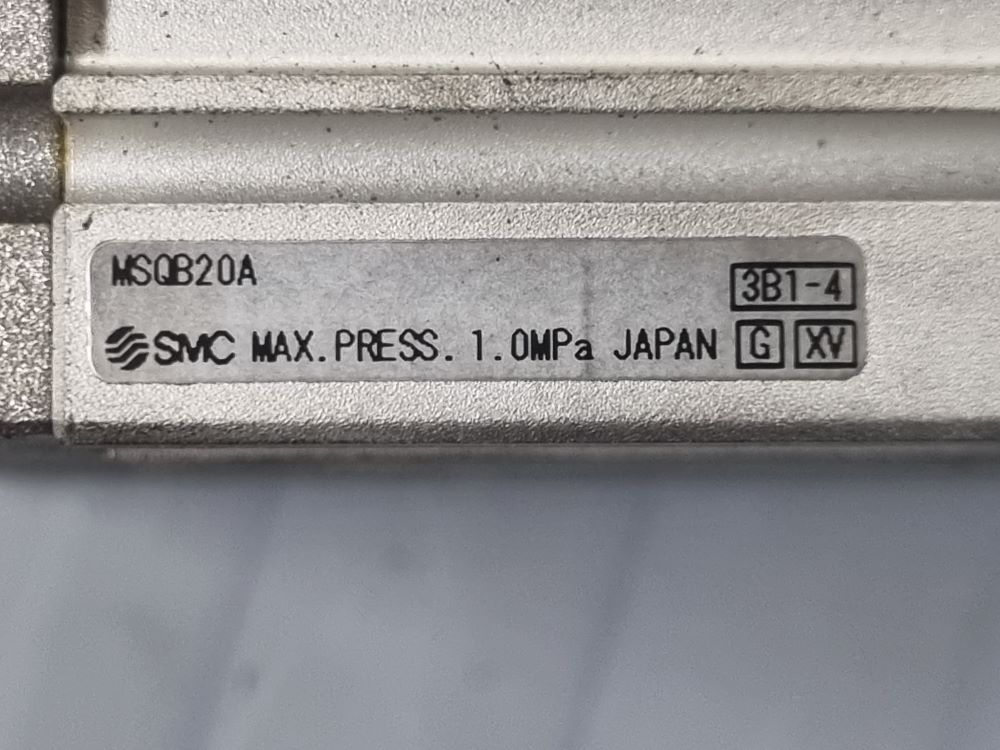 MSQB20A
3B1-4
SMC MAX.PRESS. 1.0MPa JAPAN G XV